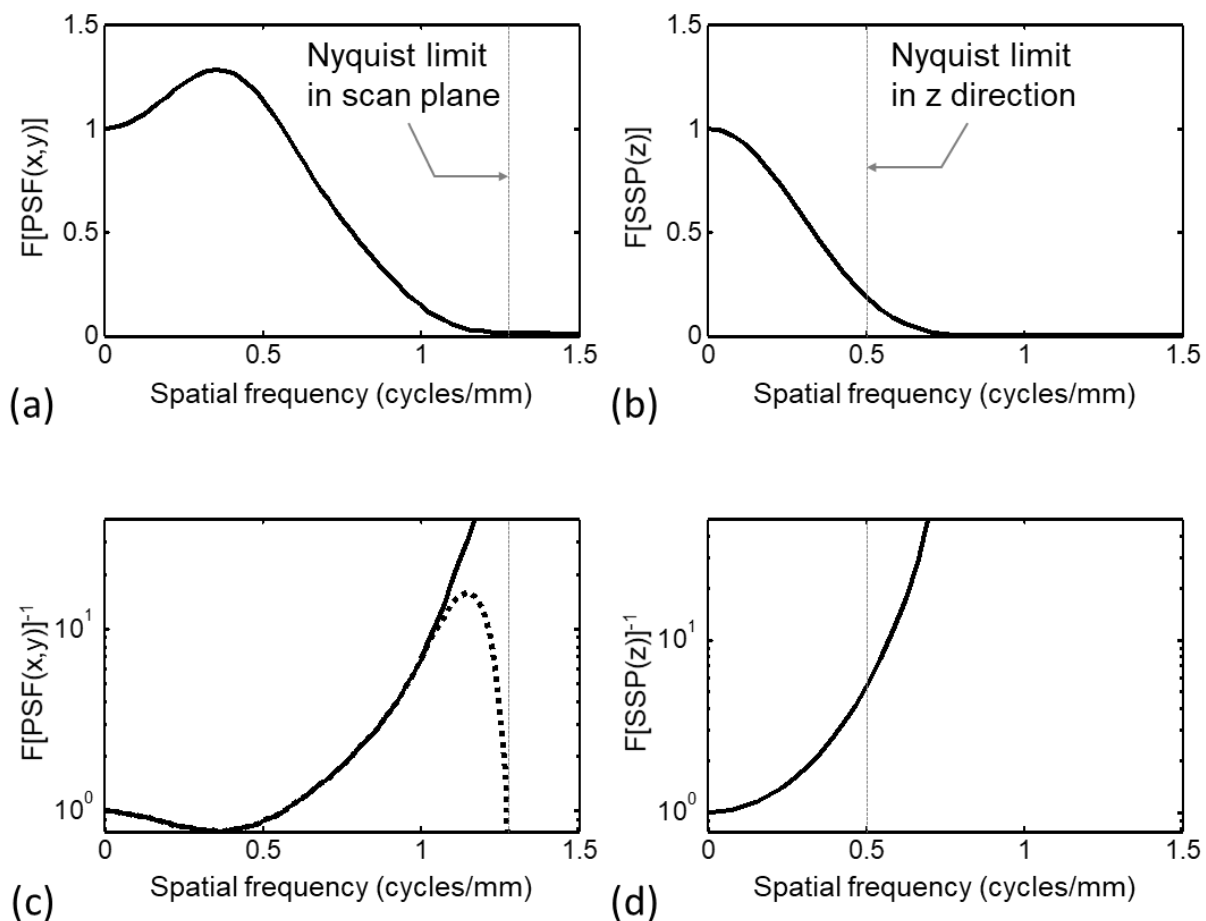 1.5
1
0.5
0
F[PSF(x,y)]
Nyquist limit
in scan plane
0 0.5 1 1.5
Spatial frequency (cycles/mm)
(a)
1.5
1
0.5
0
F[SSP(z)]
Nyquist limit
in z direction
0 0.5 1 1.5
Spatial frequency (cycles/mm)
(b)
10¹
10⁰
F[PSF(x,y)]⁻¹
0 0.5 1 1.5
Spatial frequency (cycles/mm)
(c)
10¹
10⁰
F[SSP(z)]⁻¹
0 0.5 1 1.5
Spatial frequency (cycles/mm)
(d)